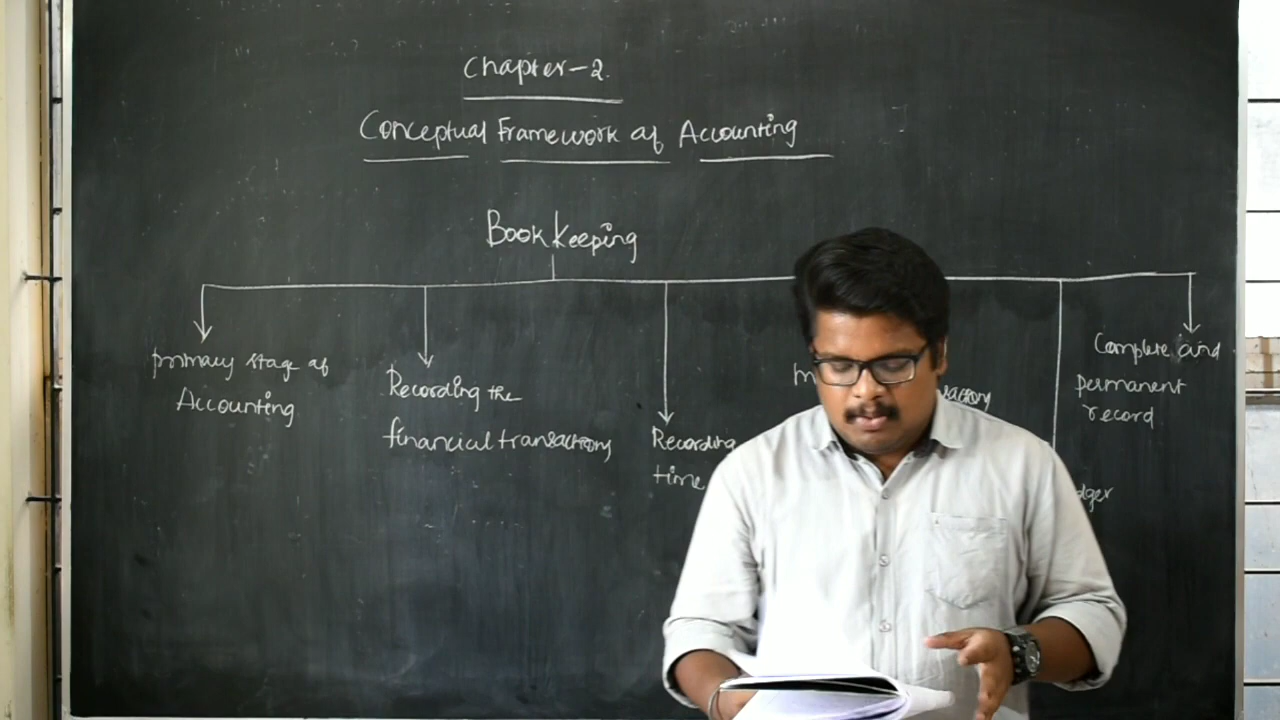 Chapter-2.
Conceptual Framework of Accounting
Book Keeping
primary stage of
Accounting
Recording the
financial transactions
Recording
time
Complete and
permanent
record